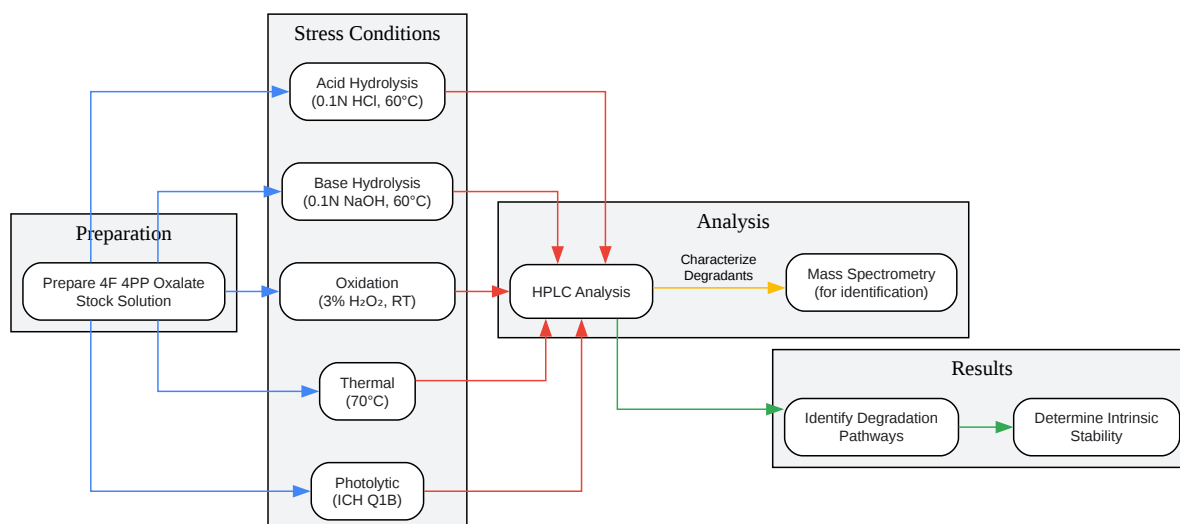 Preparation
Prepare 4F 4PP Oxalate
Stock Solution
Stress Conditions
Acid Hydrolysis
(0.1N HCl, 60°C)
Base Hydrolysis
(0.1N NaOH, 60°C)
Oxidation
(3% H₂O₂, RT)
Thermal
(70°C)
Photolytic
(ICH Q1B)
Analysis
HPLC Analysis
Characterize
Degradants
Mass Spectrometry
(for identification)
Results
Identify Degradation
Pathways
Determine Intrinsic
Stability